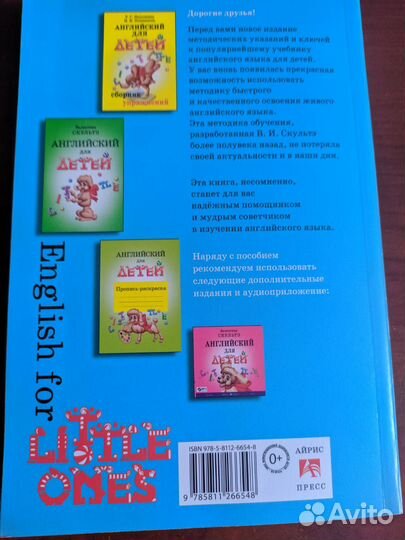 Дорогие друзья!
Перед вами новое издание
методических указаний и ключей
к популярнейшему учебнику
английского языка для детей.
У вас вновь появилась прекрасная
возможность использовать
методику быстрого
и качественного освоения живого
английского языка.
Эта методика обучения,
разработанная В. И. Скультэ
более полувека назад, не потеряла
своей актуальности и в наши дни.
Эта книга, несомненно,
станет для вас
надёжным помощником
и мудрым советчиком
в изучении английского языка.
Наряду с пособием
рекомендуем использовать
следующие дополнительные
издания и аудиоприложение:
АНГЛИЙСКИЙ ДЛЯ
ДЕТЕЙ
сборник
упражнений
Валентина
СКУЛЬТЭ
АНГЛИЙСКИЙ
ДЛЯ
ДЕТЕЙ
АНГЛИЙСКИЙ
ДЛЯ
ДЕТЕЙ
Пропись-раскраска
Валентина
СКУЛЬТЭ
АНГЛИЙСКИЙ
ДЛЯ
ДЕТЕЙ
English for
LITTLE
ONES
ISBN 978-5-8112-6654-8
9 785811 266548
0+
АЙРИС
ПРЕСС
Avito